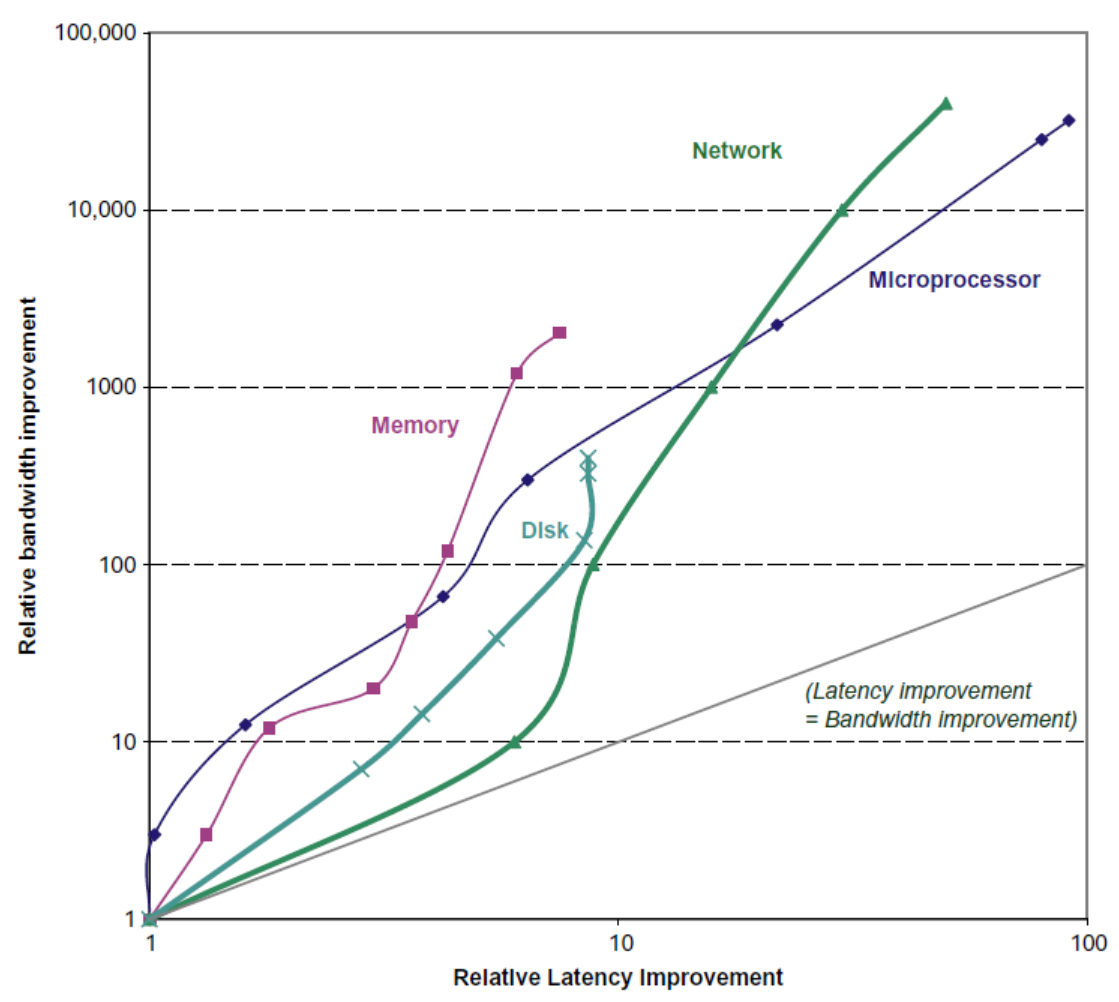 100,000
Network
10,000
MIcroprocessor
Relative bandwidth improvement
1000
Memory
DIsk
100
(Latency improvement
= Bandwidth improvement)
10
1
1
10
100
Relative Latency Improvement